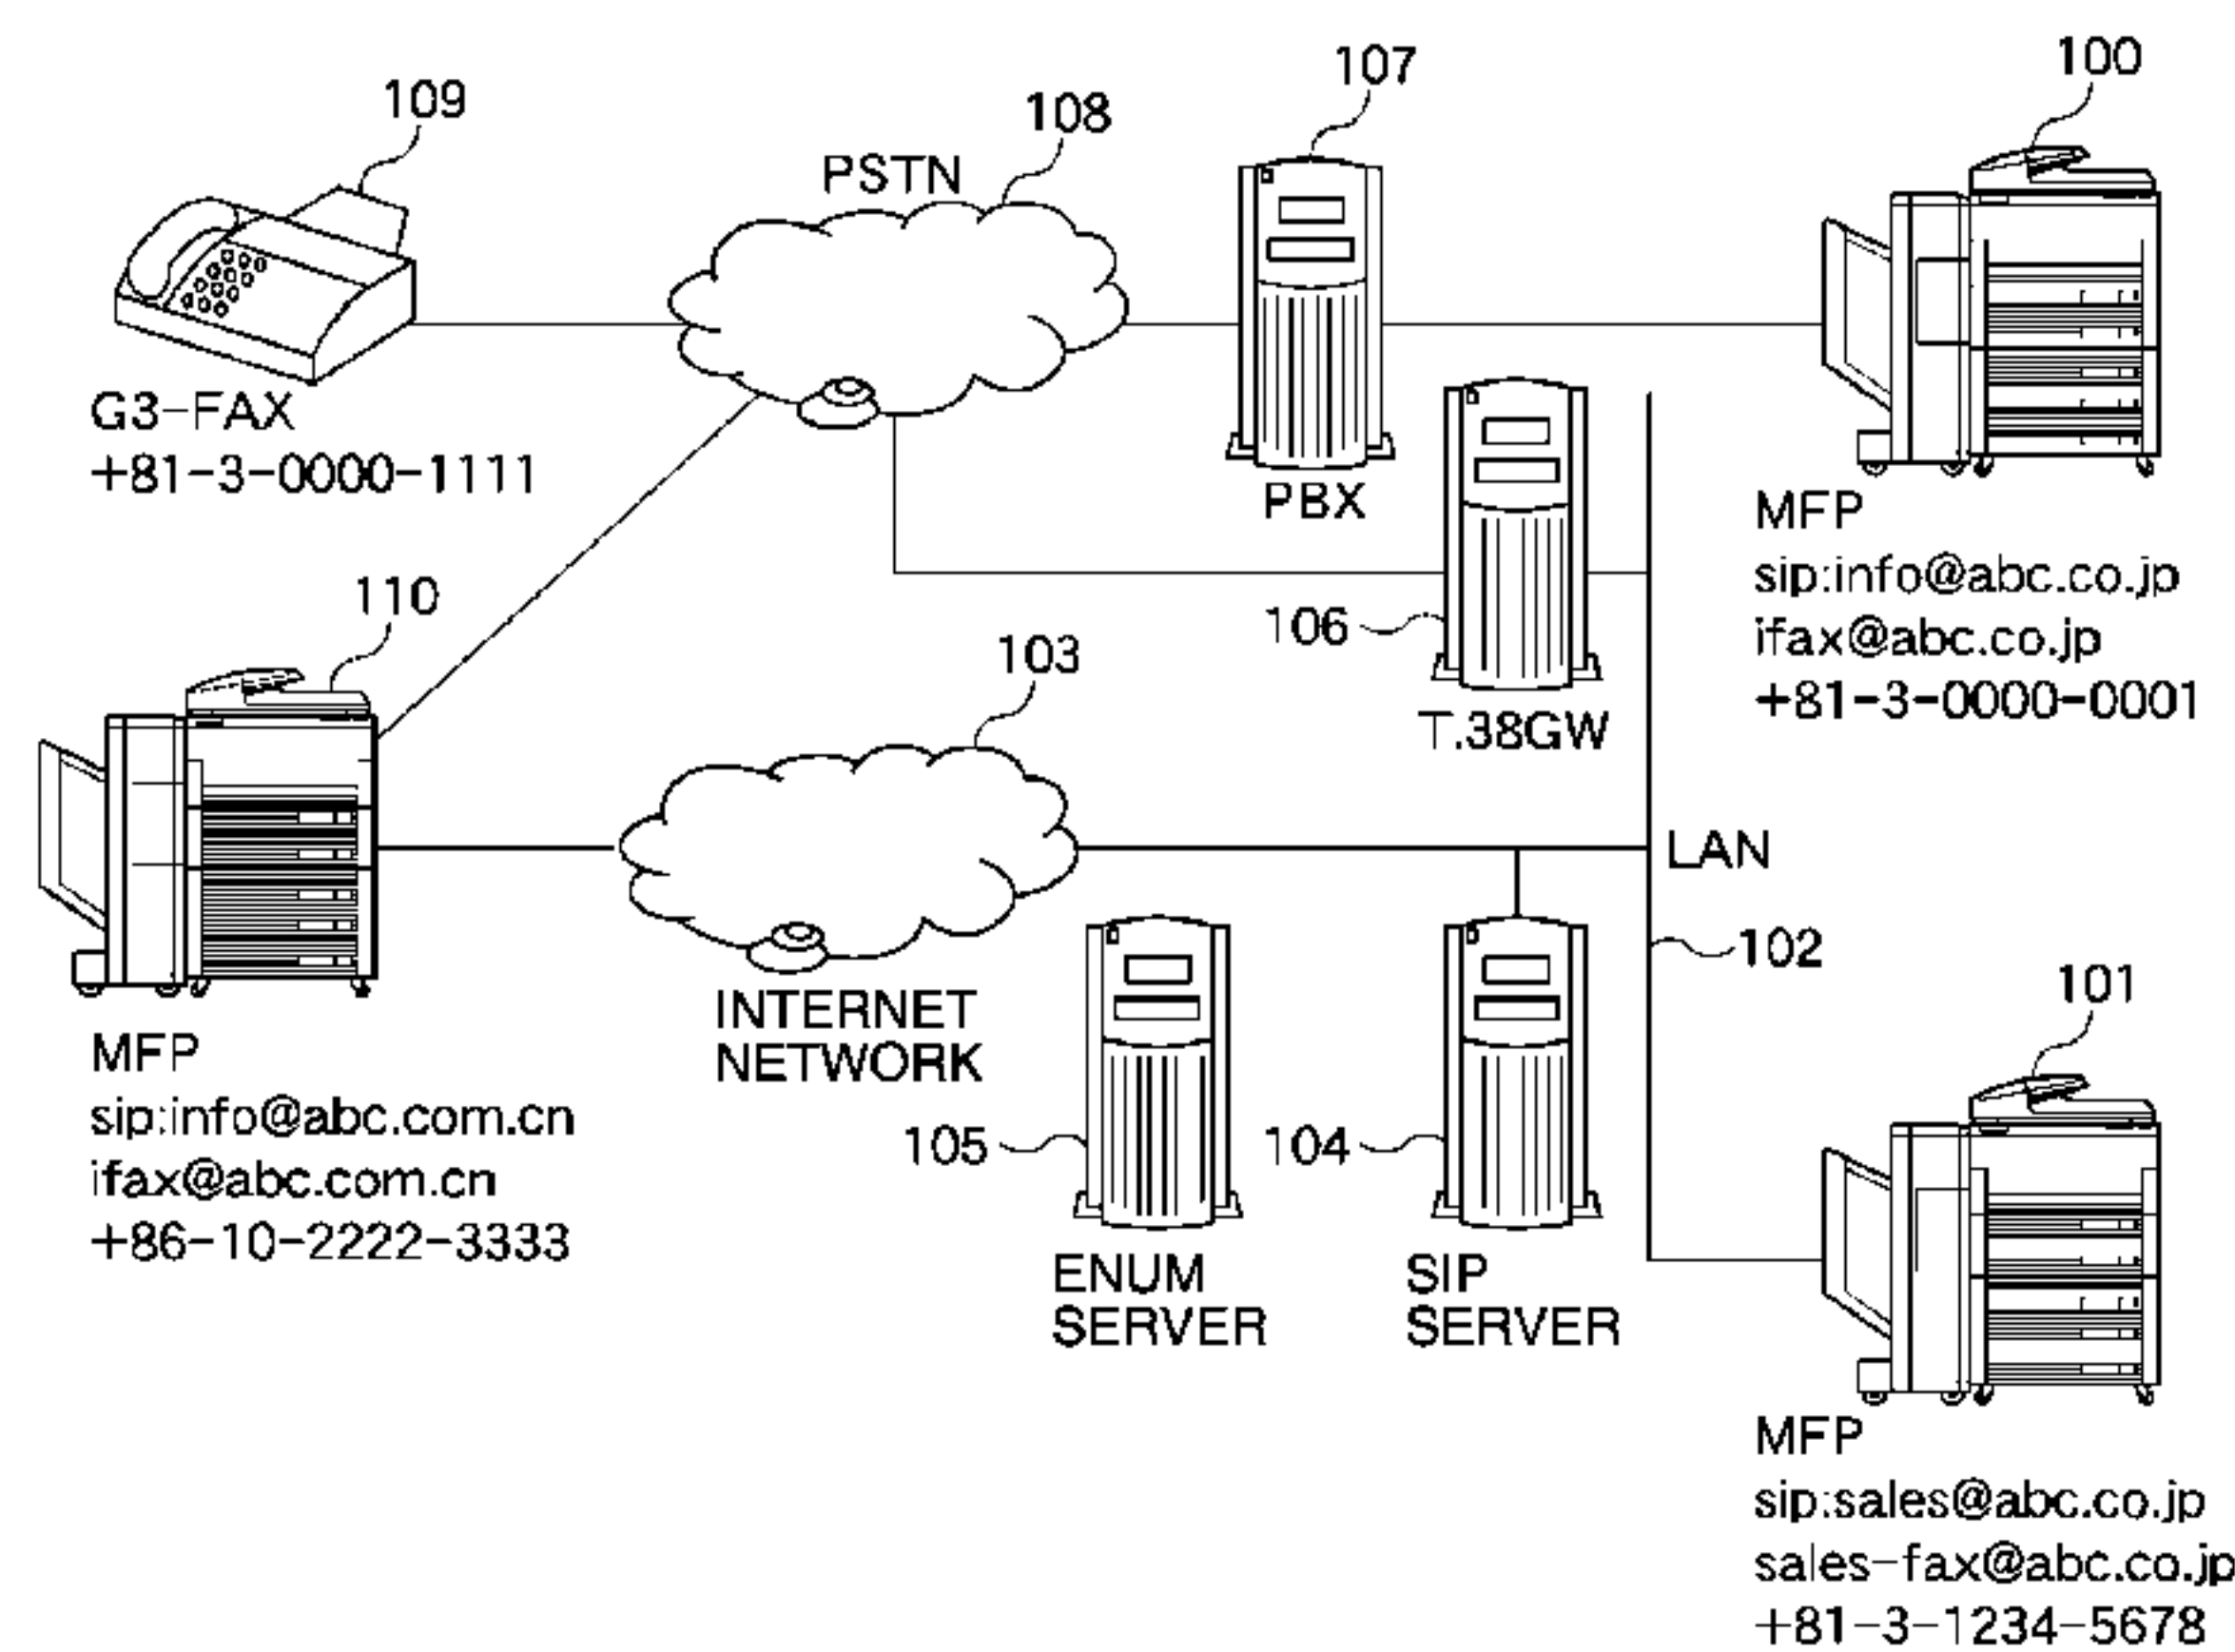 109
108
PSTN
107
100
G3-FAX
+81-3-0000-1111
PBX
MFP
sip:info@abc.co.jp
ifax@abc.co.jp
+81-3-0000-0001
106
T.38GW
110
103
LAN
102
INTERNET
NETWORK
MFP
sip:info@abc.com.cn
ifax@abc.com.cn
+86-10-2222-3333
105
ENUM
SERVER
104
SIP
SERVER
101
MFP
sip:sales@abc.co.jp
sales-fax@abc.co.jp
+81-3-1234-5678